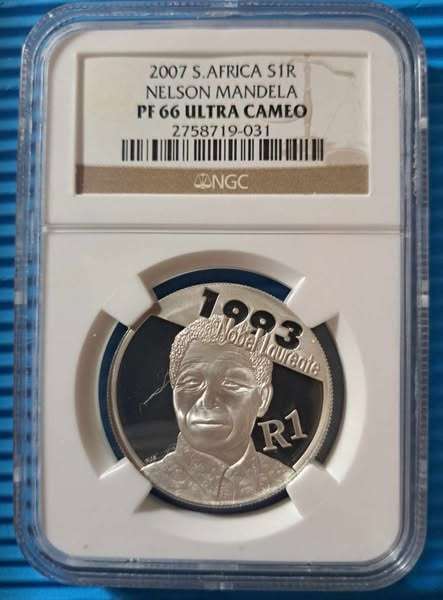 2007 S.AFRICA S1R
NELSON MANDELA
PF 66 ULTRA CAMEO
2758719-031
NGC
1993
Nobel Laureate
R1